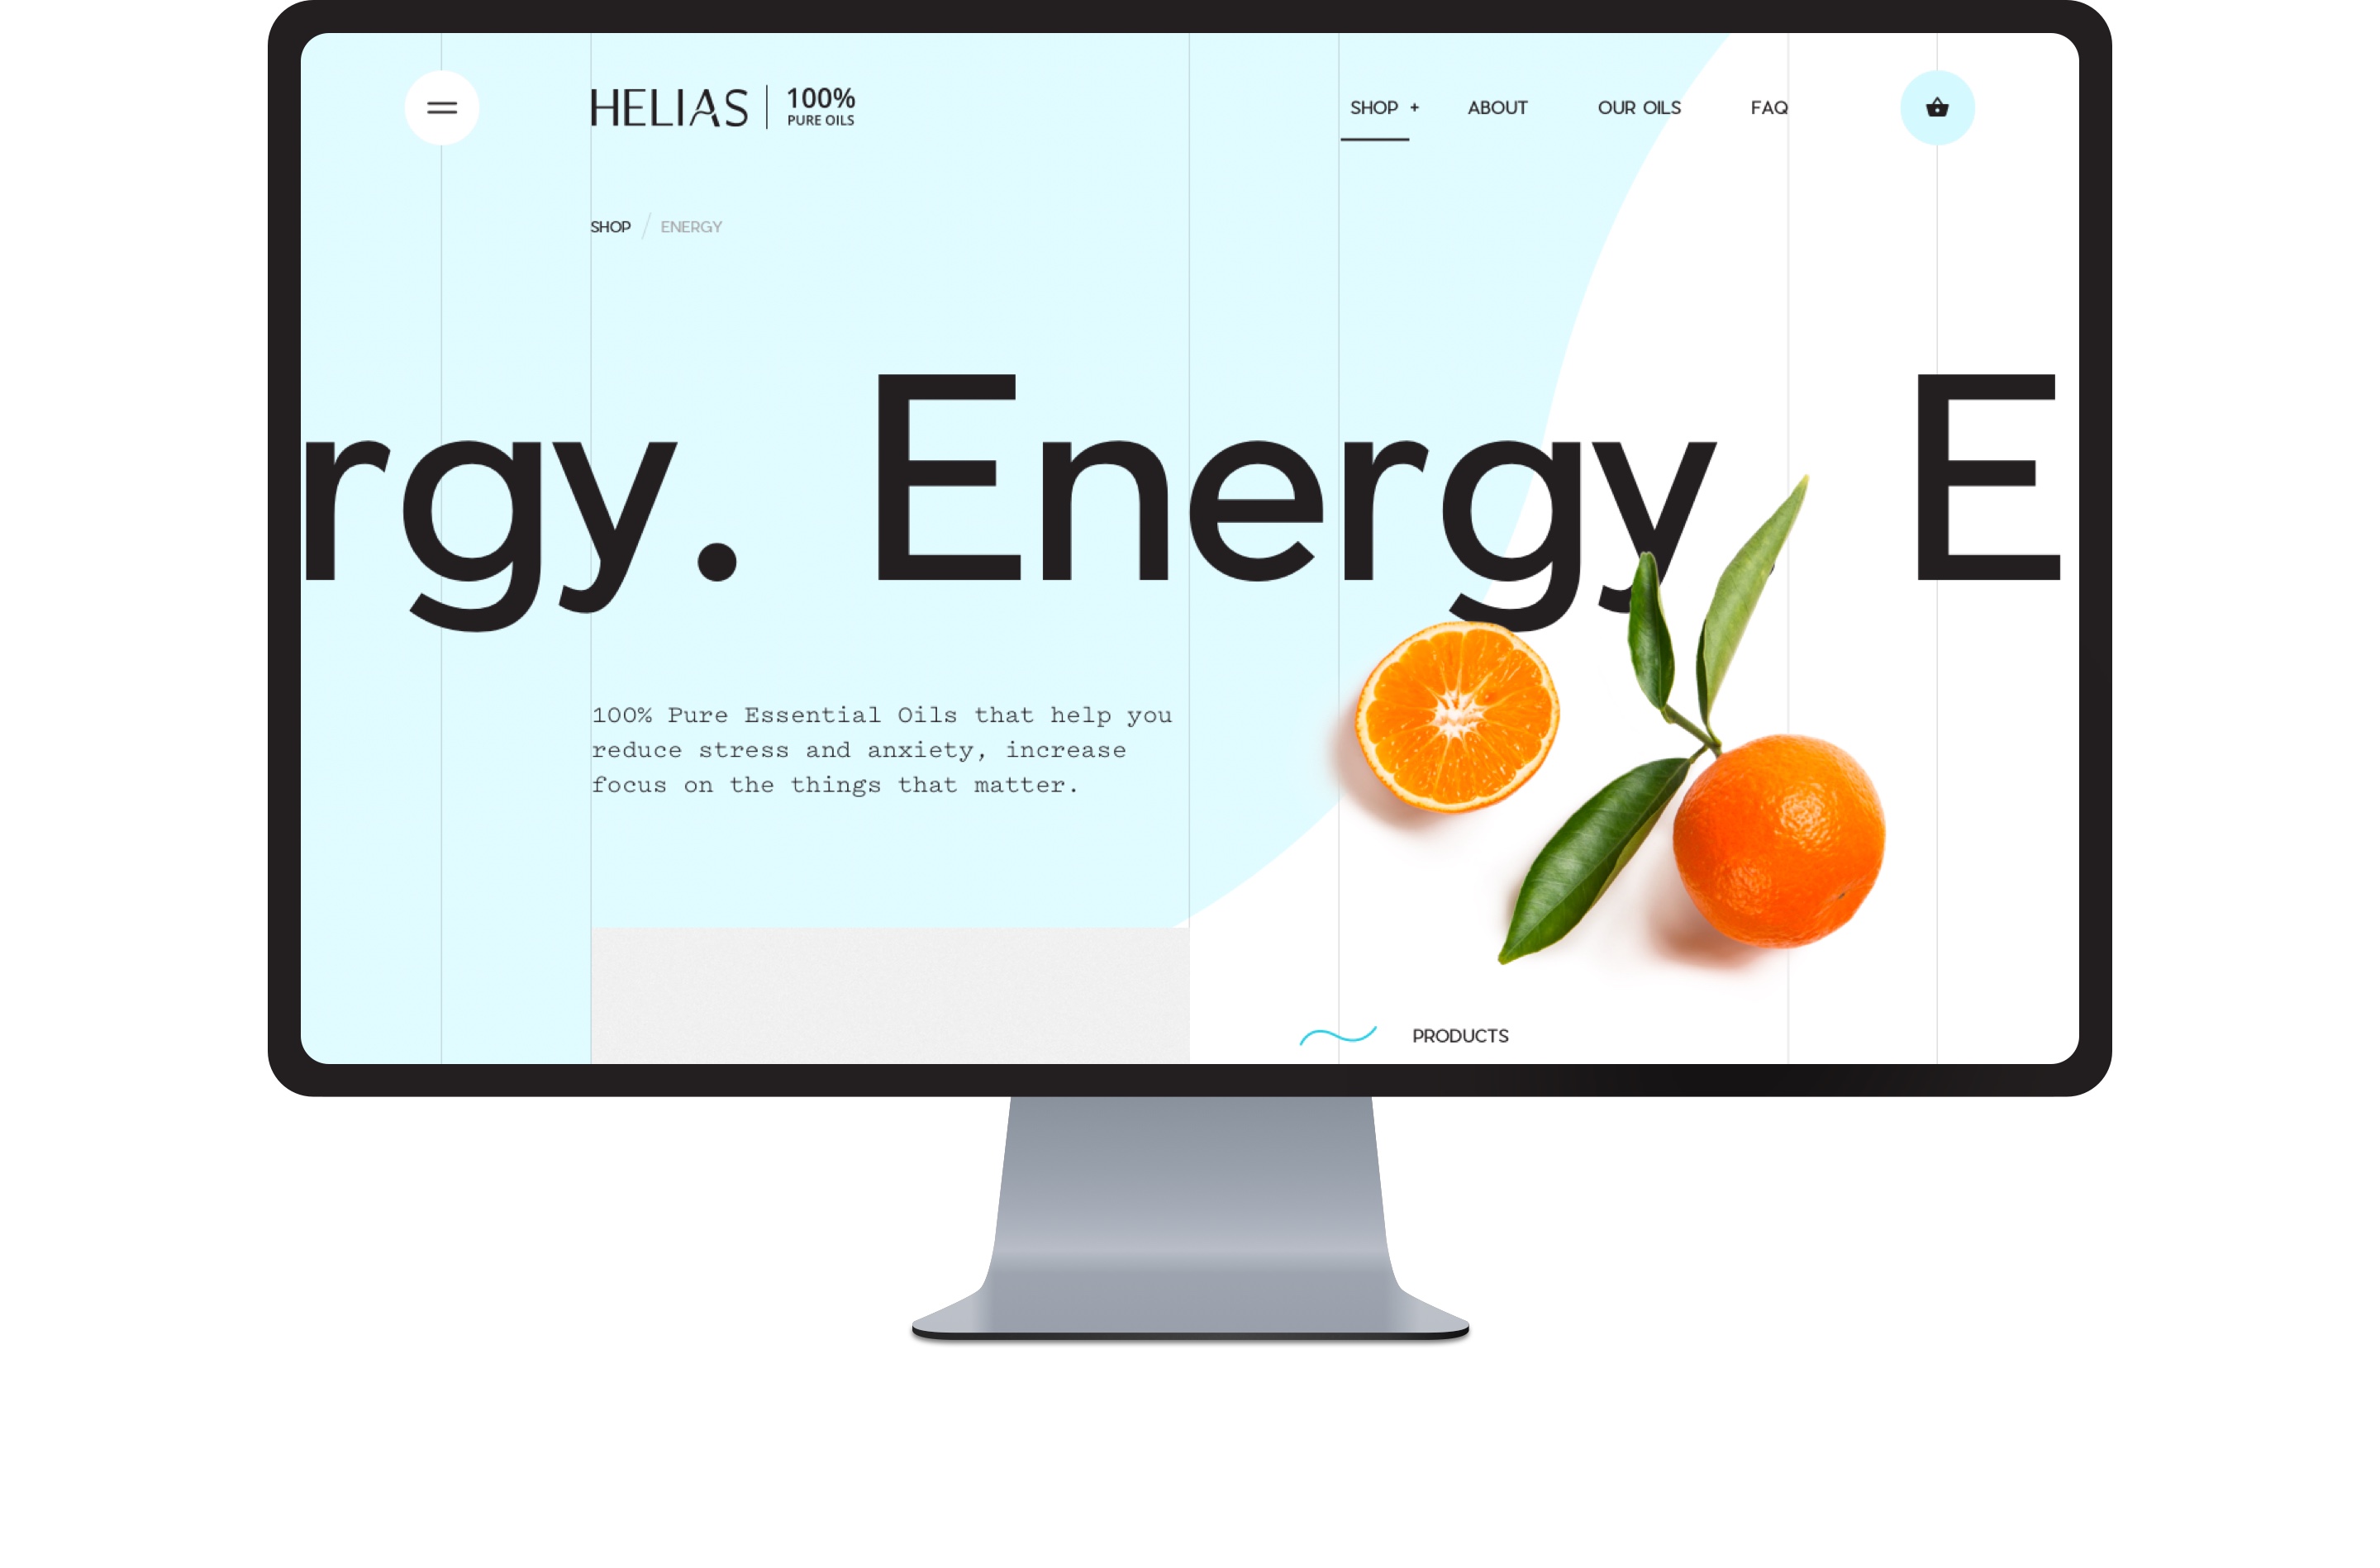 HELIAS
100%
PURE OILS
SHOP +
ABOUT
OUR OILS
FAQ
SHOP / ENERGY
rgy. Energy E
100% Pure Essential Oils that help you
reduce stress and anxiety, increase
focus on the things that matter.
PRODUCTS